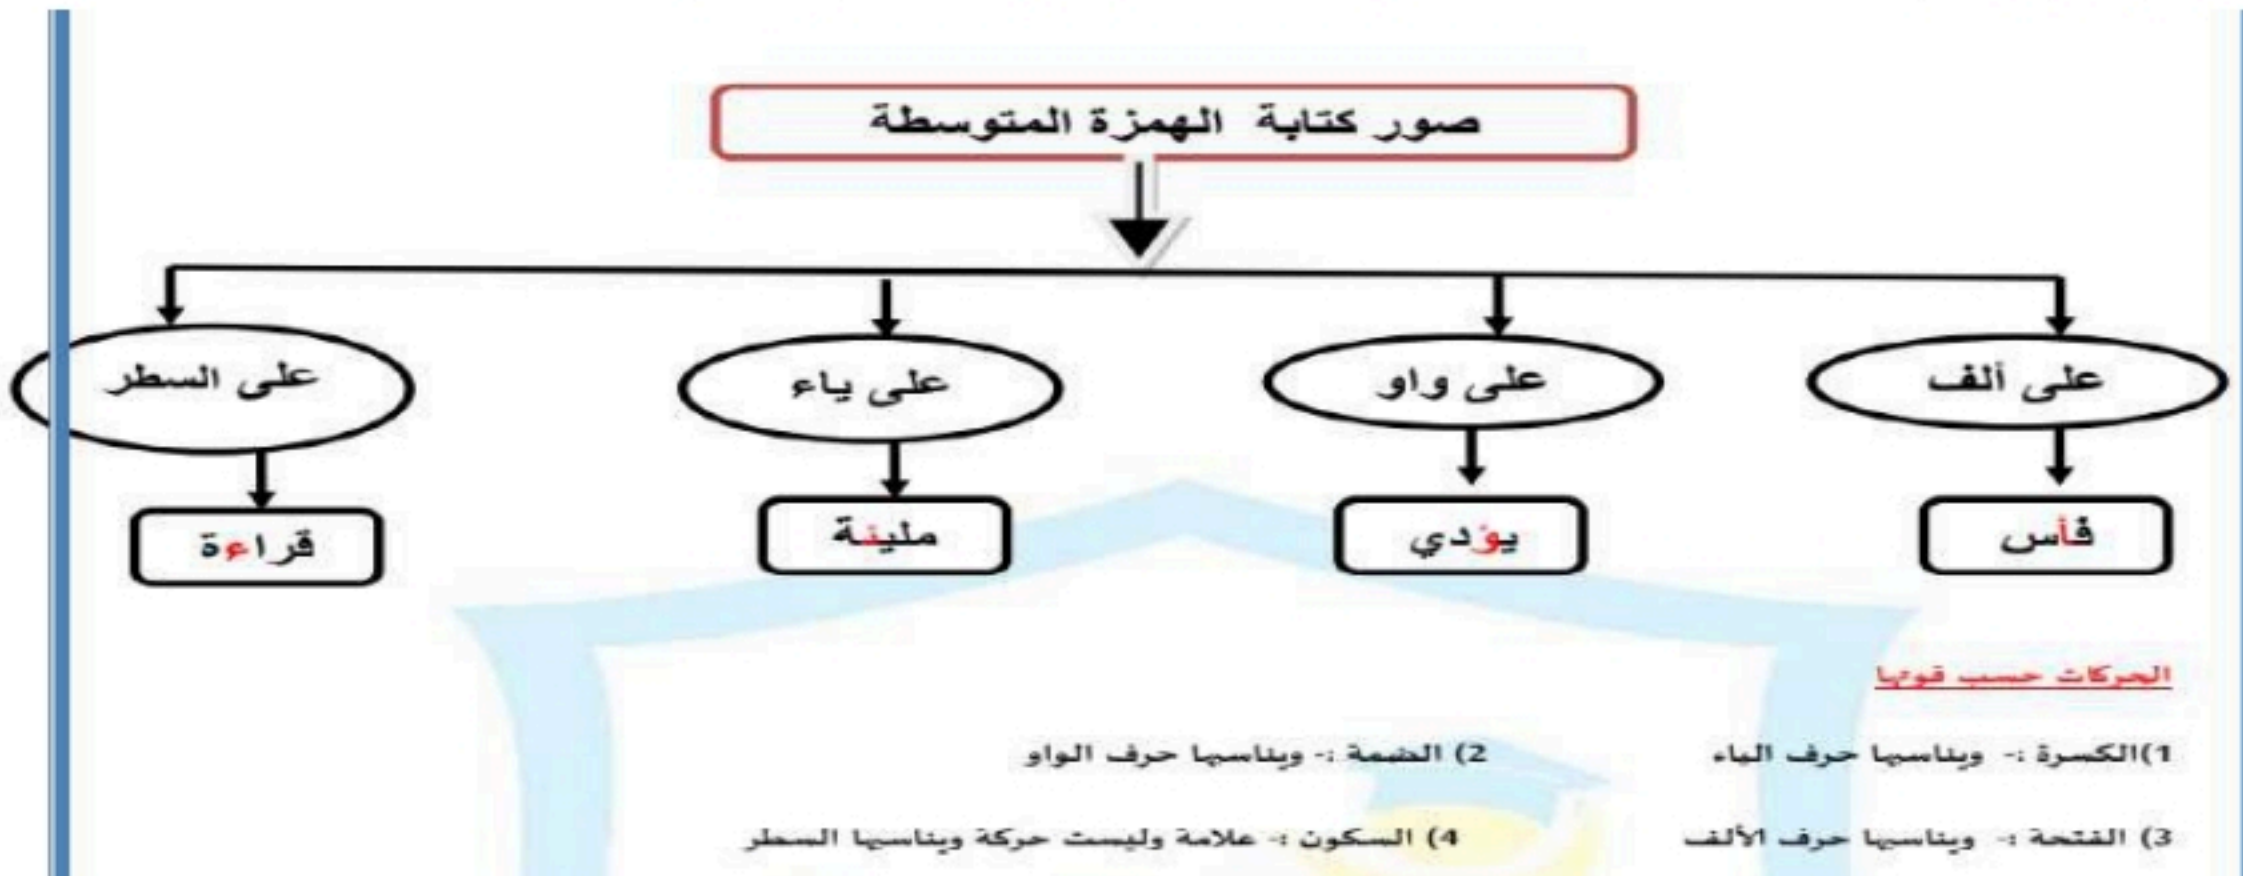 صور كتابة الهمزة المتوسطة
على ألف
على واو
على ياء
على السطر
فأس
يؤدي
مليئة
قراءة
الحركات حسب قوتها
1)الكسرة :- ويناسبها حرف الياء
2) الضمة :- ويناسبها حرف الواو
3) الفتحة :- ويناسبها حرف الألف
4) السكون :- علامة وليست حركة ويناسبها السطر